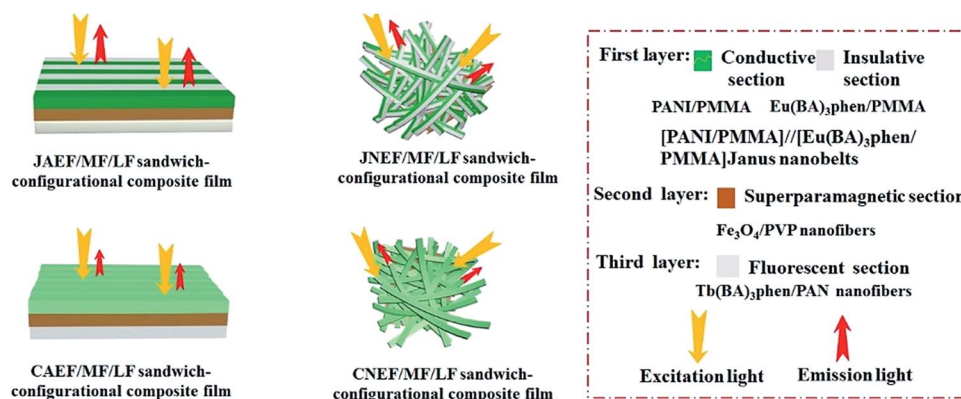 JAEF/MF/LF sandwich-
configurational composite film
JNEF/MF/LF sandwich-
configurational composite film
CAEF/MF/LF sandwich-
configurational composite film
CNEF/MF/LF sandwich-
configurational composite film
First layer: Conductive section Insulative section
PANI/PMMA Eu(BA)₃phen/PMMA
[PANI/PMMA]//[Eu(BA)₃phen/
PMMA]Janus nanobelts
Second layer: Superparamagnetic section
Fe₃O₄/PVP nanofibers
Third layer: Fluorescent section
Tb(BA)₃phen/PAN nanofibers
Excitation light Emission light